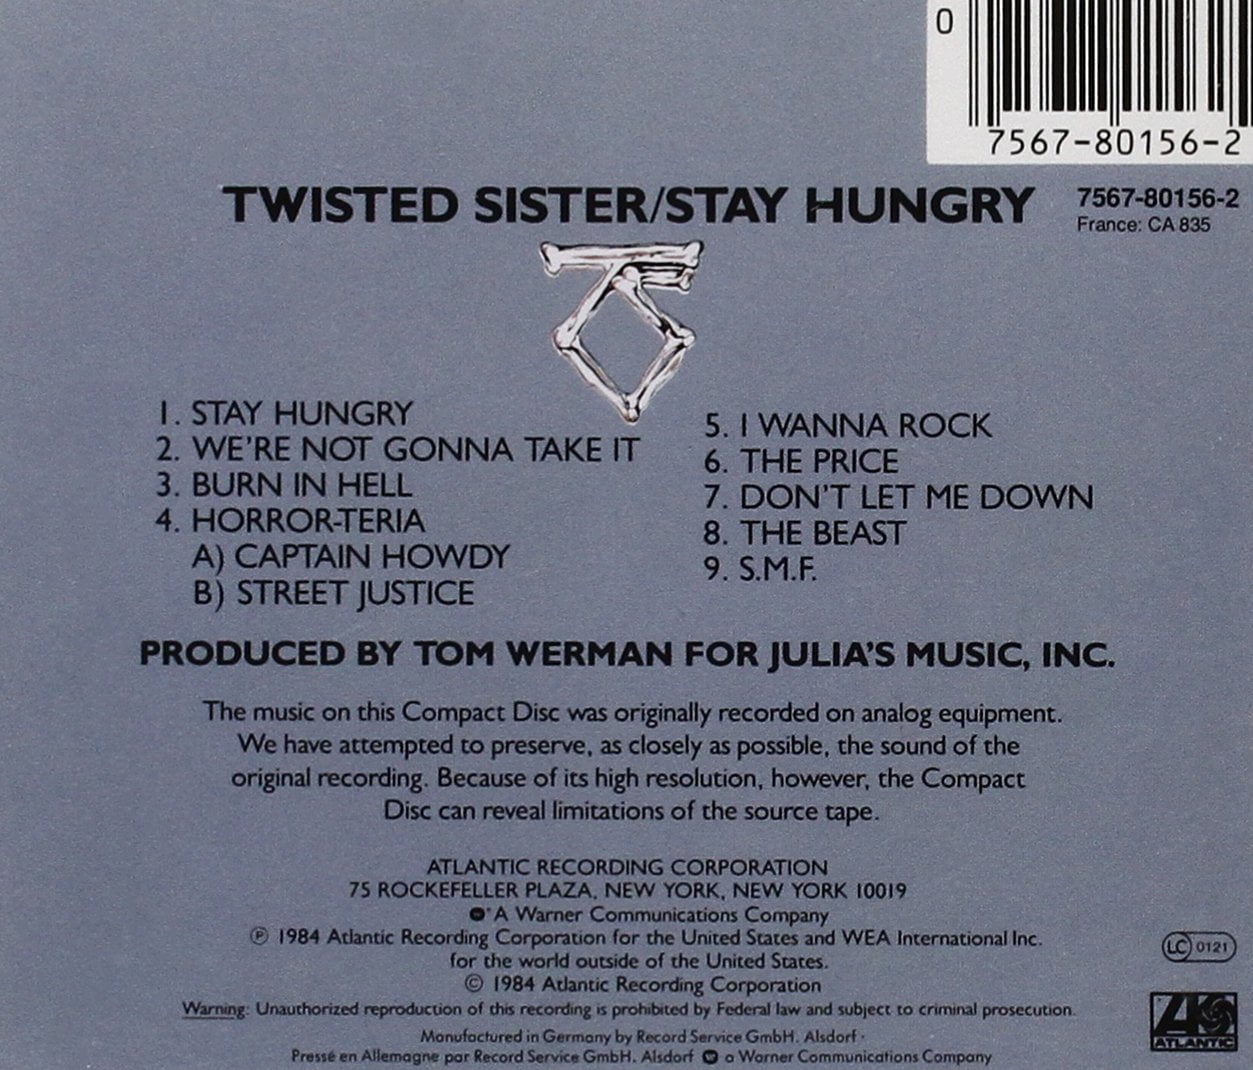 0
7567-80156-2
TWISTED SISTER/STAY HUNGRY
7567-80156-2
France: CA 835
1. STAY HUNGRY
2. WE'RE NOT GONNA TAKE IT
3. BURN IN HELL
4. HORROR-TERIA
A) CAPTAIN HOWDY
B) STREET JUSTICE
5. I WANNA ROCK
6. THE PRICE
7. DON'T LET ME DOWN
8. THE BEAST
9. S.M.F.
PRODUCED BY TOM WERMAN FOR JULIA'S MUSIC, INC.
The music on this Compact Disc was originally recorded on analog equipment.
We have attempted to preserve, as closely as possible, the sound of the
original recording. Because of its high resolution, however, the Compact
Disc can reveal limitations of the source tape.
ATLANTIC RECORDING CORPORATION
75 ROCKEFELLER PLAZA, NEW YORK, NEW YORK 10019
A Warner Communications Company
Ⓟ 1984 Atlantic Recording Corporation for the United States and WEA International Inc.
for the world outside of the United States.
© 1984 Atlantic Recording Corporation
Warning: Unauthorized reproduction of this recording is prohibited by Federal law and subject to criminal prosecution.
Manufactured in Germany by Record Service GmbH. Alsdorf ·
Pressé en Allemagne par Record Service GmbH. Alsdorf a Warner Communications Company
LC 0121
ATLANTIC